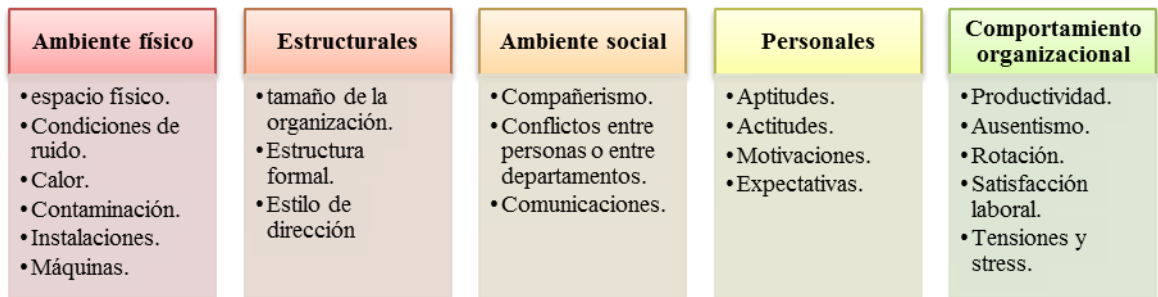 Ambiente físico
• espacio físico.
• Condiciones de
ruido.
• Calor.
• Contaminación.
• Instalaciones.
• Máquinas.
Estructurales
• tamaño de la
organización.
• Estructura
formal.
• Estilo de
dirección
Ambiente social
• Compañerismo.
• Conflictos entre
personas o entre
departamentos.
• Comunicaciones.
Personales
• Aptitudes.
• Actitudes.
• Motivaciones.
• Expectativas.
Comportamiento
organizacional
• Productividad.
• Ausentismo.
• Rotación.
• Satisfacción
laboral.
• Tensiones y
stress.